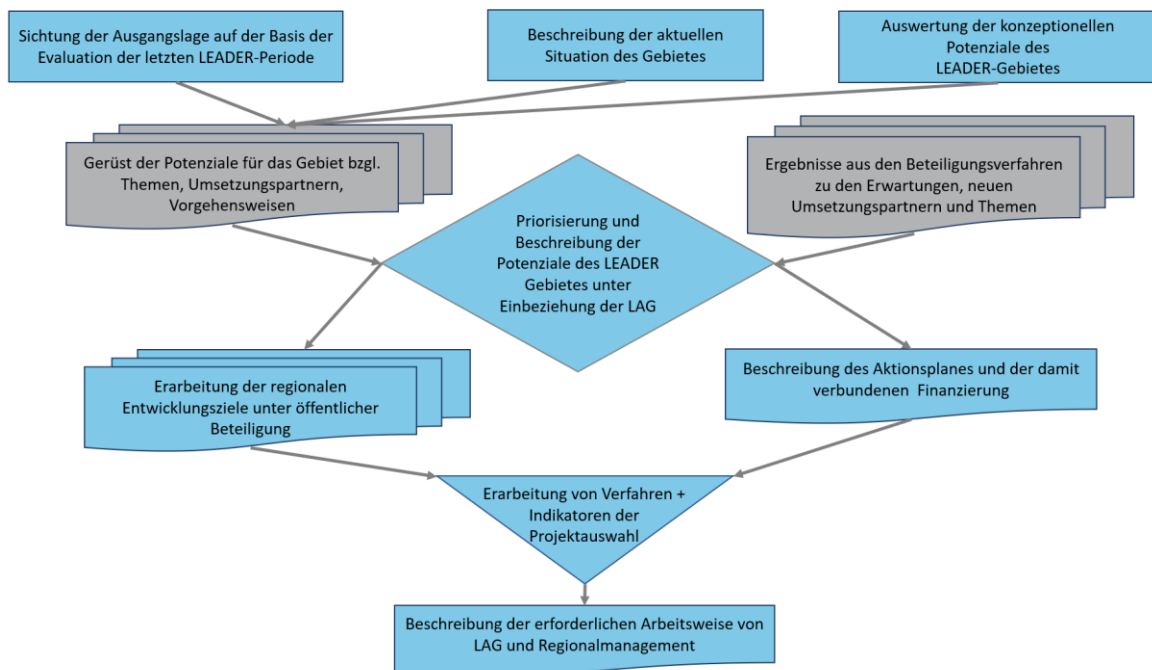 Sichtung der Ausgangslage auf der Basis der
Evaluation der letzten LEADER-Periode
Beschreibung der aktuellen
Situation des Gebietes
Auswertung der konzeptionellen
Potenziale des
LEADER-Gebietes
Gerüst der Potenziale für das Gebiet bzgl.
Themen, Umsetzungspartnern,
Vorgehensweisen
Ergebnisse aus den Beteiligungsverfahren
zu den Erwartungen, neuen
Umsetzungspartnern und Themen
Priorisierung und
Beschreibung der
Potenziale des LEADER
Gebietes unter
Einbeziehung der LAG
Erarbeitung der regionalen
Entwicklungsziele unter öffentlicher
Beteiligung
Beschreibung des Aktionsplanes und der damit
verbundenen Finanzierung
Erarbeitung von Verfahren +
Indikatoren der
Projektauswahl
Beschreibung der erforderlichen Arbeitsweise von
LAG und Regionalmanagement